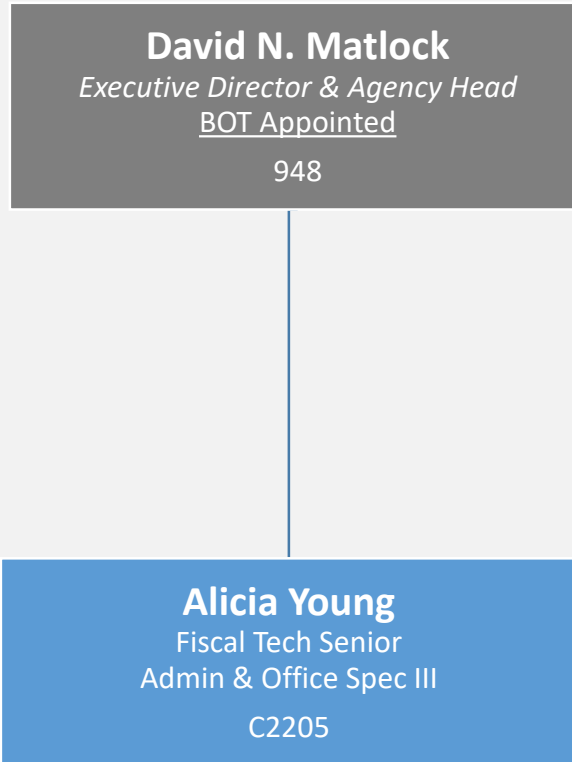 David N. Matlock
Executive Director & Agency Head
BOT Appointed
948
Alicia Young
Fiscal Tech Senior
Admin & Office Spec III
C2205